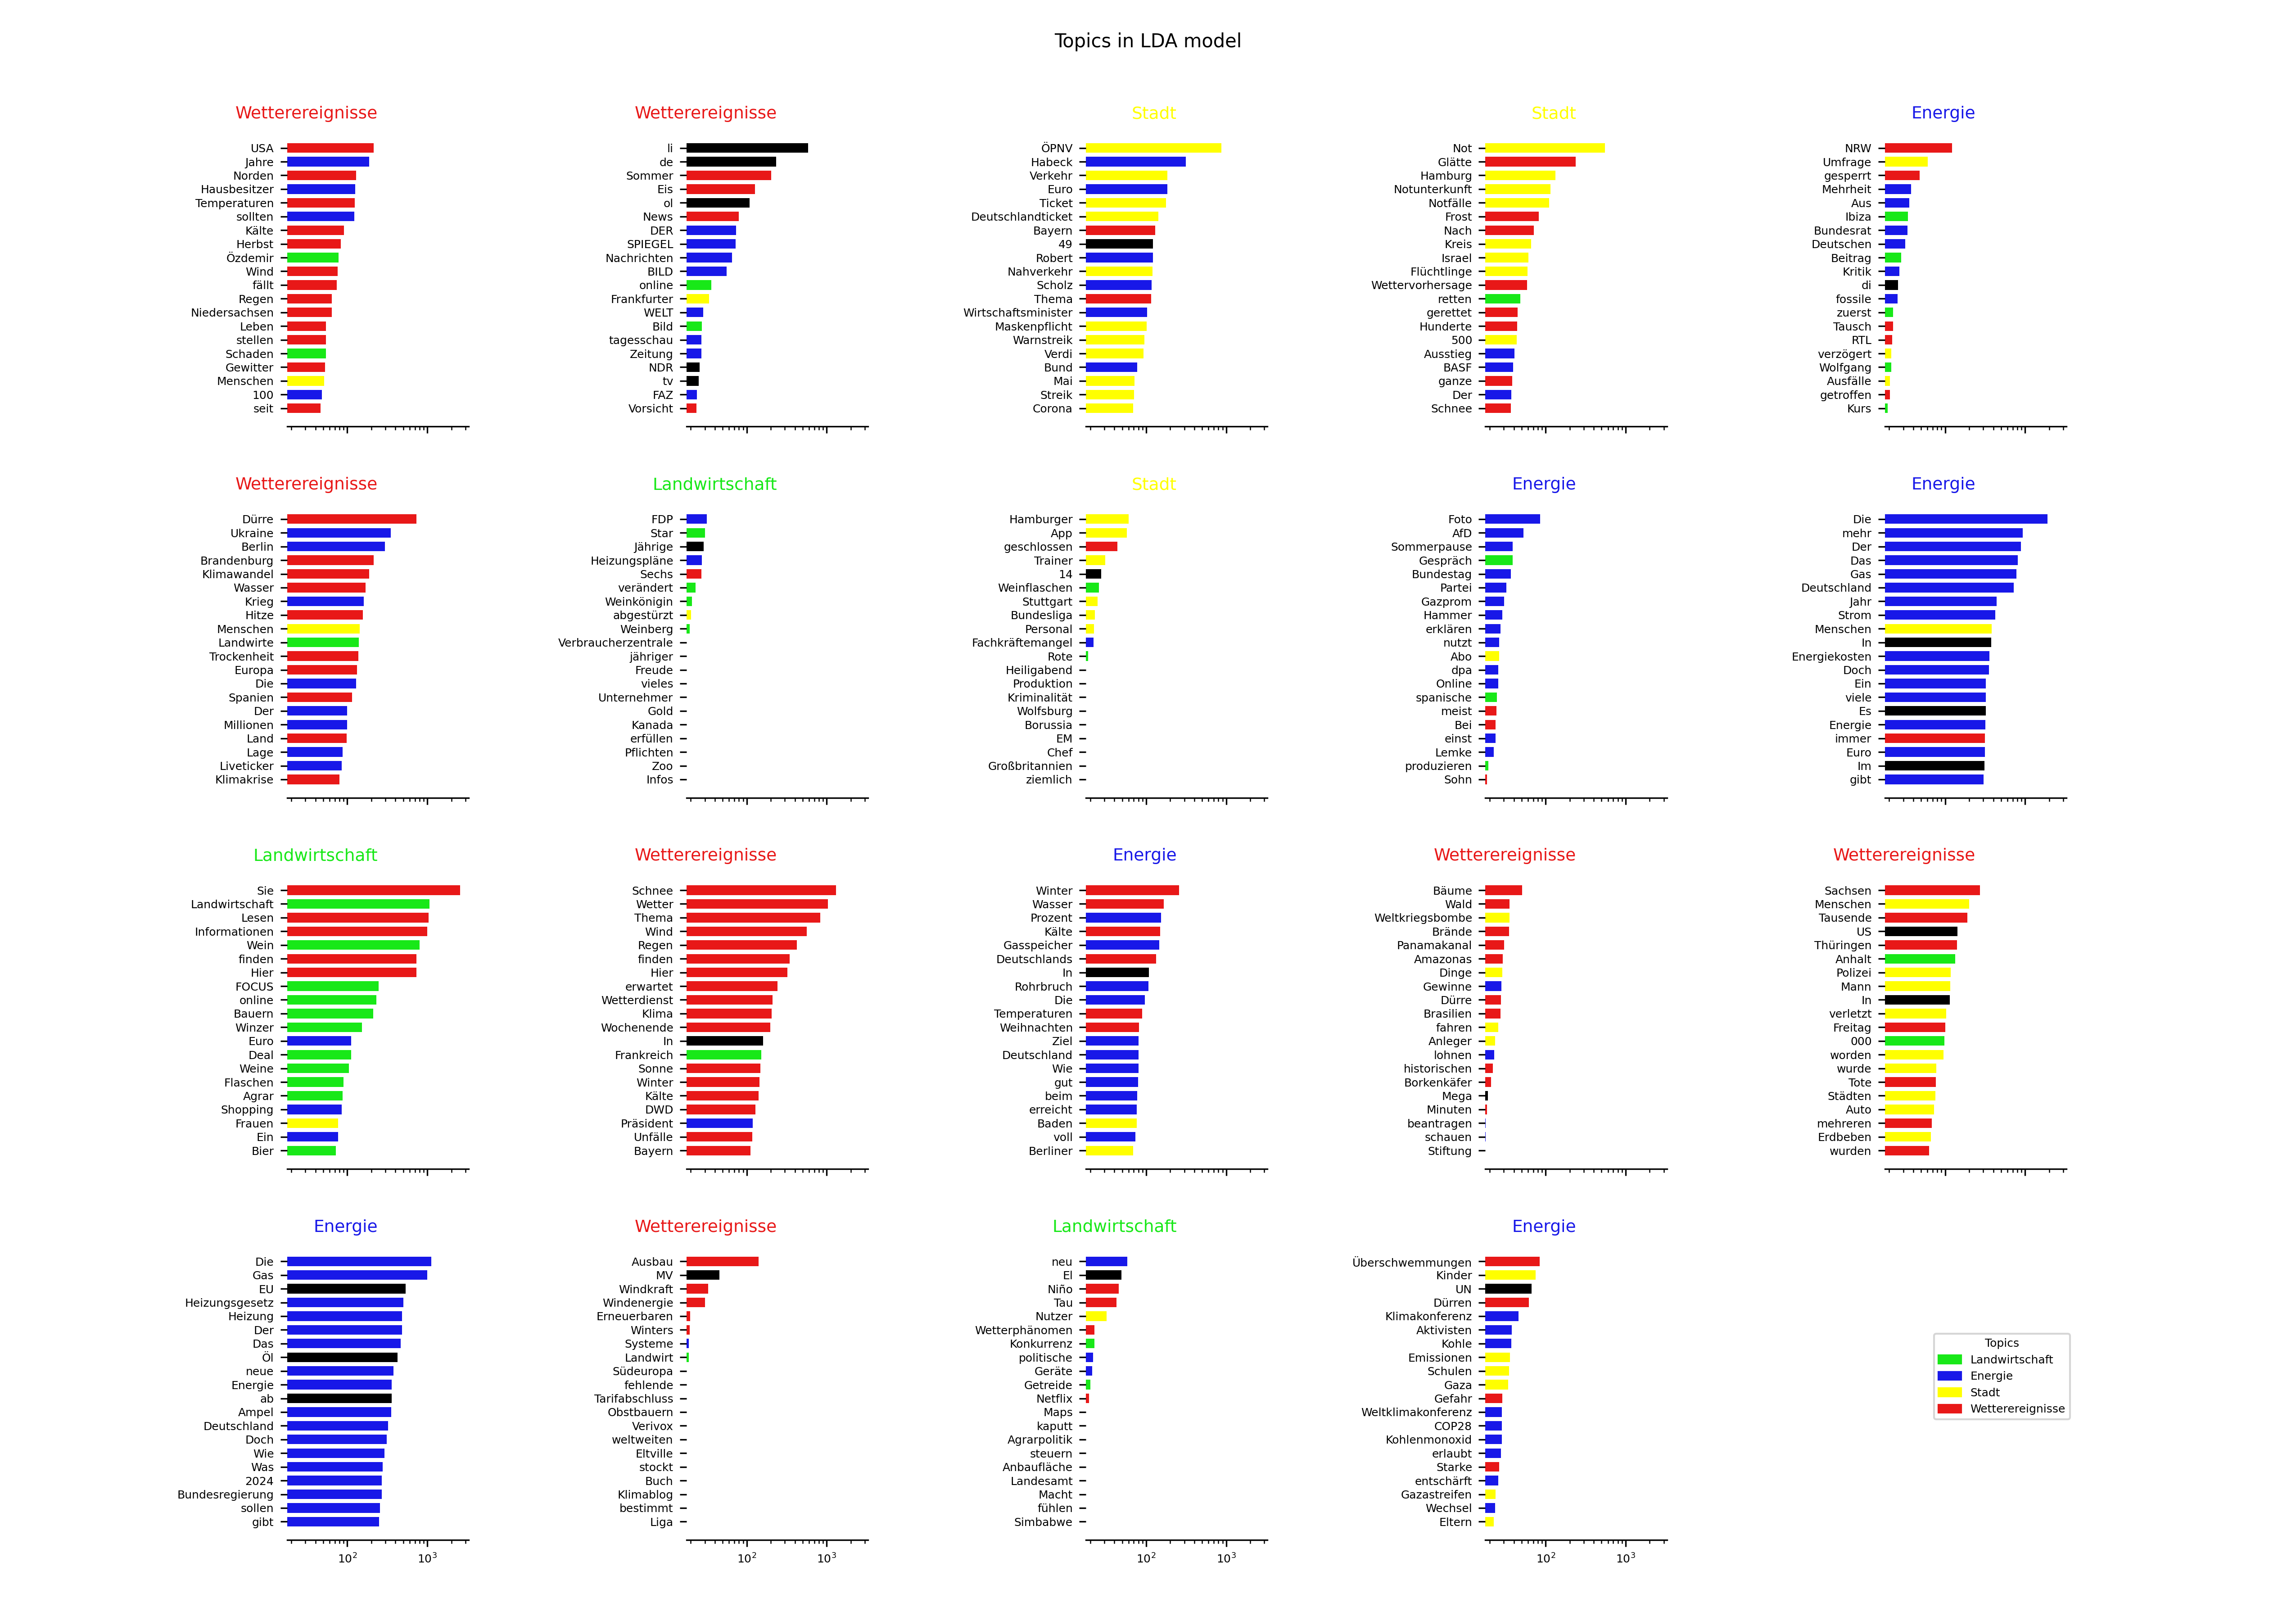 Topics in LDA model
Wetterereignisse
USA
Jahre
Norden
Hausbesitzer
Temperaturen
sollten
Kälte
Herbst
Özdemir
Wind
fällt
Regen
Niedersachsen
Leben
stellen
Schaden
Gewitter
Menschen
100
seit
Wetterereignisse
li
de
Sommer
Eis
ol
News
DER
SPIEGEL
Nachrichten
BILD
online
Frankfurter
WELT
Bild
tagesschau
Zeitung
NDR
tv
FAZ
Vorsicht
Stadt
ÖPNV
Habeck
Verkehr
Euro
Ticket
Deutschlandticket
Bayern
49
Robert
Nahverkehr
Scholz
Thema
Wirtschaftsminister
Maskenpflicht
Warnstreik
Verdi
Bund
Mai
Streik
Corona
Stadt
Not
Glätte
Hamburg
Notunterkunft
Notfälle
Frost
Nach
Kreis
Israel
Flüchtlinge
Wettervorhersage
retten
gerettet
Hunderte
500
Ausstieg
BASF
ganze
Der
Schnee
Energie
NRW
Umfrage
gesperrt
Mehrheit
Aus
Ibiza
Bundesrat
Deutschen
Beitrag
Kritik
di
fossile
zuerst
Tausch
RTL
verzögert
Wolfgang
Ausfälle
getroffen
Kurs
Wetterereignisse
Dürre
Ukraine
Berlin
Brandenburg
Klimawandel
Wasser
Krieg
Hitze
Menschen
Landwirte
Trockenheit
Europa
Die
Spanien
Der
Millionen
Land
Lage
Liveticker
Klimakrise
Landwirtschaft
FDP
Star
Jährige
Heizungspläne
Sechs
verändert
Weinkönigin
abgestürzt
Weinberg
Verbraucherzentrale
jähriger
Freude
vieles
Unternehmer
Gold
Kanada
erfüllen
Pflichten
Zoo
Infos
Stadt
Hamburger
App
geschlossen
Trainer
14
Weinflaschen
Stuttgart
Bundesliga
Personal
Fachkräftemangel
Rote
Heiligabend
Produktion
Kriminalität
Wolfsburg
Borussia
EM
Chef
Großbritannien
ziemlich
Energie
Foto
AfD
Sommerpause
Gespräch
Bundestag
Partei
Gazprom
Hammer
erklären
nutzt
Abo
dpa
Online
spanische
meist
Bei
einst
Lemke
produzieren
Sohn
Energie
Die
mehr
Der
Das
Gas
Deutschland
Jahr
Strom
Menschen
In
Energiekosten
Doch
Ein
viele
Es
Energie
immer
Euro
Im
gibt
Landwirtschaft
Sie
Landwirtschaft
Lesen
Informationen
Wein
finden
Hier
FOCUS
online
Bauern
Winzer
Euro
Deal
Weine
Flaschen
Agrar
Shopping
Frauen
Ein
Bier
Wetterereignisse
Schnee
Wetter
Thema
Wind
Regen
finden
Hier
erwartet
Wetterdienst
Klima
Wochenende
In
Frankreich
Sonne
Winter
Kälte
DWD
Präsident
Unfälle
Bayern
Energie
Winter
Wasser
Prozent
Kälte
Gasspeicher
Deutschlands
In
Rohrbruch
Die
Temperaturen
Weihnachten
Ziel
Deutschland
Wie
gut
beim
erreicht
Baden
voll
Berliner
Wetterereignisse
Bäume
Wald
Weltkriegsbombe
Brände
Panamakanal
Amazonas
Dinge
Gewinne
Dürre
Brasilien
fahren
Anleger
lohnen
historischen
Borkenkäfer
Mega
Minuten
beantragen
schauen
Stiftung
Wetterereignisse
Sachsen
Menschen
Tausende
US
Thüringen
Anhalt
Polizei
Mann
In
verletzt
Freitag
000
worden
wurde
Tote
Städten
Auto
mehreren
Erdbeben
wurden
Energie
Die
Gas
EU
Heizungsgesetz
Heizung
Der
Das
Öl
neue
Energie
ab
Ampel
Deutschland
Doch
Wie
Was
2024
Bundesregierung
sollen
gibt
10² 10³
Wetterereignisse
Ausbau
MV
Windkraft
Windenergie
Erneuerbaren
Winters
Systeme
Landwirt
Südeuropa
fehlende
Tarifabschluss
Obstbauern
Verivox
weltweiten
Eltville
stockt
Buch
Klimablog
bestimmt
Liga
10² 10³
Landwirtschaft
neu
El
Niño
Tau
Nutzer
Wetterphänomen
Konkurrenz
politische
Geräte
Getreide
Netflix
Maps
kaputt
Agrarpolitik
steuern
Anbaufläche
Landesamt
Macht
fühlen
Simbabwe
10² 10³
Energie
Überschwemmungen
Kinder
UN
Dürren
Klimakonferenz
Aktivisten
Kohle
Emissionen
Schulen
Gaza
Gefahr
Weltklimakonferenz
COP28
Kohlenmonoxid
erlaubt
Starke
entschärft
Gazastreifen
Wechsel
Eltern
10² 10³
Topics
Landwirtschaft
Energie
Stadt
Wetterereignisse